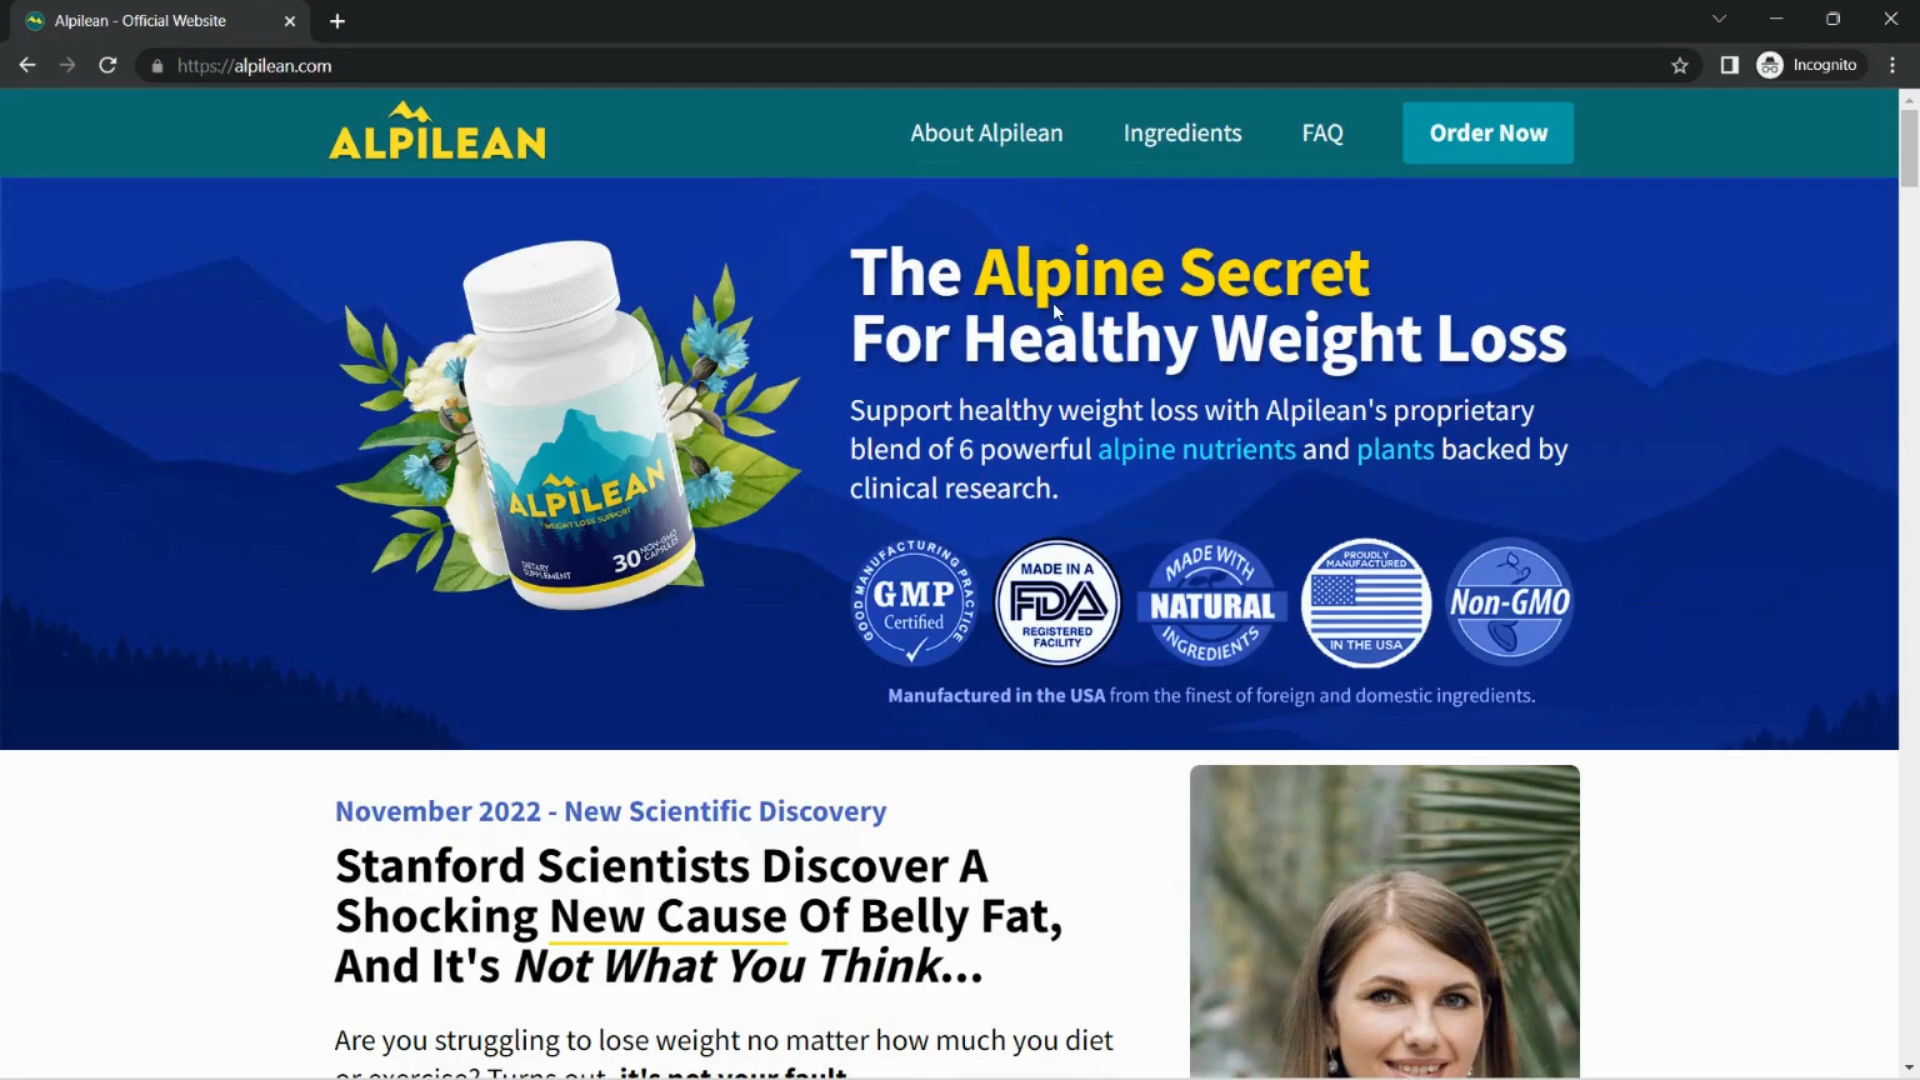 Alpilean - Official Website
https://alpilean.com
Incognito
ALPILEAN
About Alpilean
Ingredients
FAQ
Order Now
The Alpine Secret
For Healthy Weight Loss
Support healthy weight loss with Alpilean's proprietary
blend of 6 powerful alpine nutrients and plants backed by
clinical research.
ALPILEAN
WEIGHT LOSS SUPPORT
DIETARY
SUPPLEMENT
30 NON-GMO
CAPSULES
GOOD MANUFACTURING PRACTICE
GMP
Certified
MADE IN A
FDA
REGISTERED
FACILITY
MADE WITH
NATURAL
INGREDIENTS
PROUDLY
MANUFACTURED
IN THE USA
Non-GMO
Manufactured in the USA from the finest of foreign and domestic ingredients.
November 2022 - New Scientific Discovery
Stanford Scientists Discover A
Shocking New Cause Of Belly Fat,
And It's Not What You Think...
Are you struggling to lose weight no matter how much you diet
or exercise? Turns out, it's not your fault